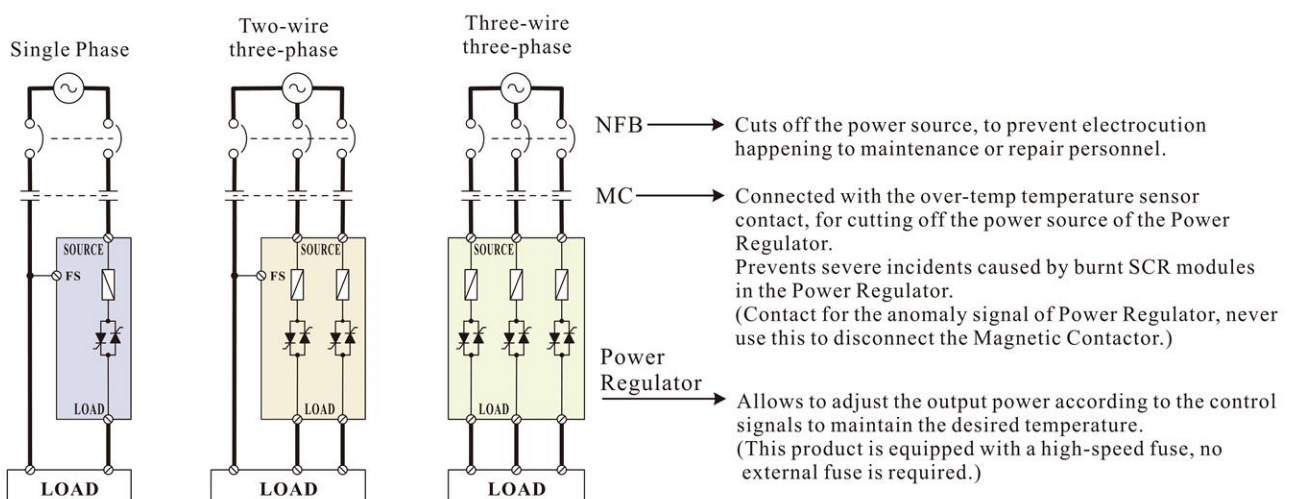 Single Phase
Two-wire
three-phase
Three-wire
three-phase
NFB
Cuts off the power source, to prevent electrocution
happening to maintenance or repair personnel.
MC
Connected with the over-temp temperature sensor
contact, for cutting off the power source of the Power
Regulator.
Prevents severe incidents caused by burnt SCR modules
in the Power Regulator.
(Contact for the anomaly signal of Power Regulator, never
use this to disconnect the Magnetic Contactor.)
SOURCE
FS
LOAD
LOAD
SOURCE
FS
LOAD
LOAD
SOURCE
LOAD
LOAD
Power
Regulator
Allows to adjust the output power according to the control
signals to maintain the desired temperature.
(This product is equipped with a high-speed fuse, no
external fuse is required.)